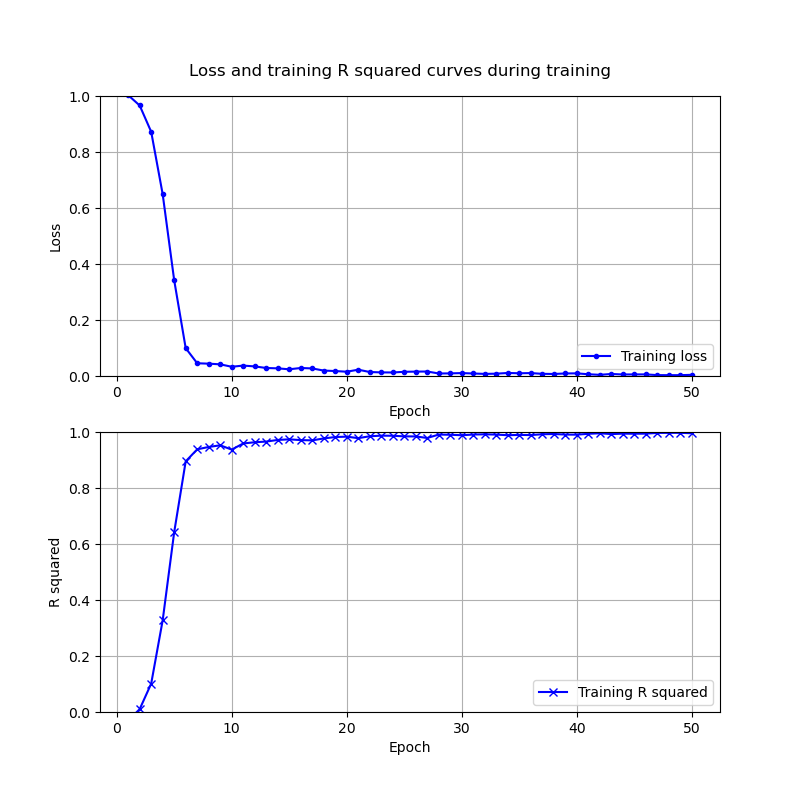 Loss and training R squared curves during training
1.0
0.8
0.6
0.4
0.2
0.0
Loss
Training loss
0 10 20 30 40 50
Epoch
1.0
0.8
0.6
0.4
0.2
0.0
R squared
Training R squared
0 10 20 30 40 50
Epoch